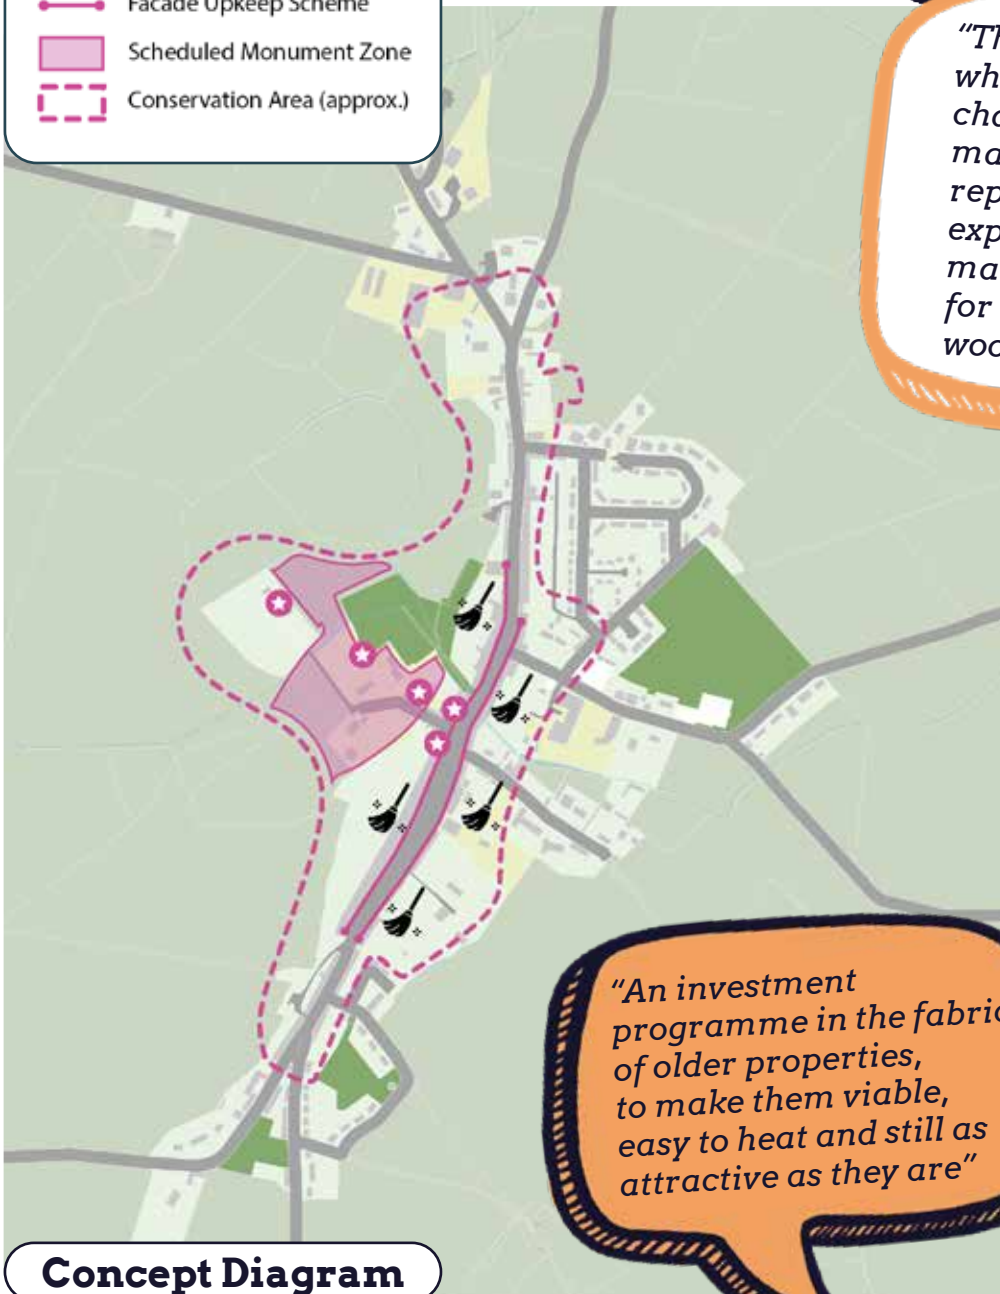 Facade Upkeep Scheme
Scheduled Monument Zone
Conservation Area (approx.)
"An investment
programme in the fabric
of older properties,
to make them viable,
easy to heat and still as
attractive as they are"
Concept Diagram